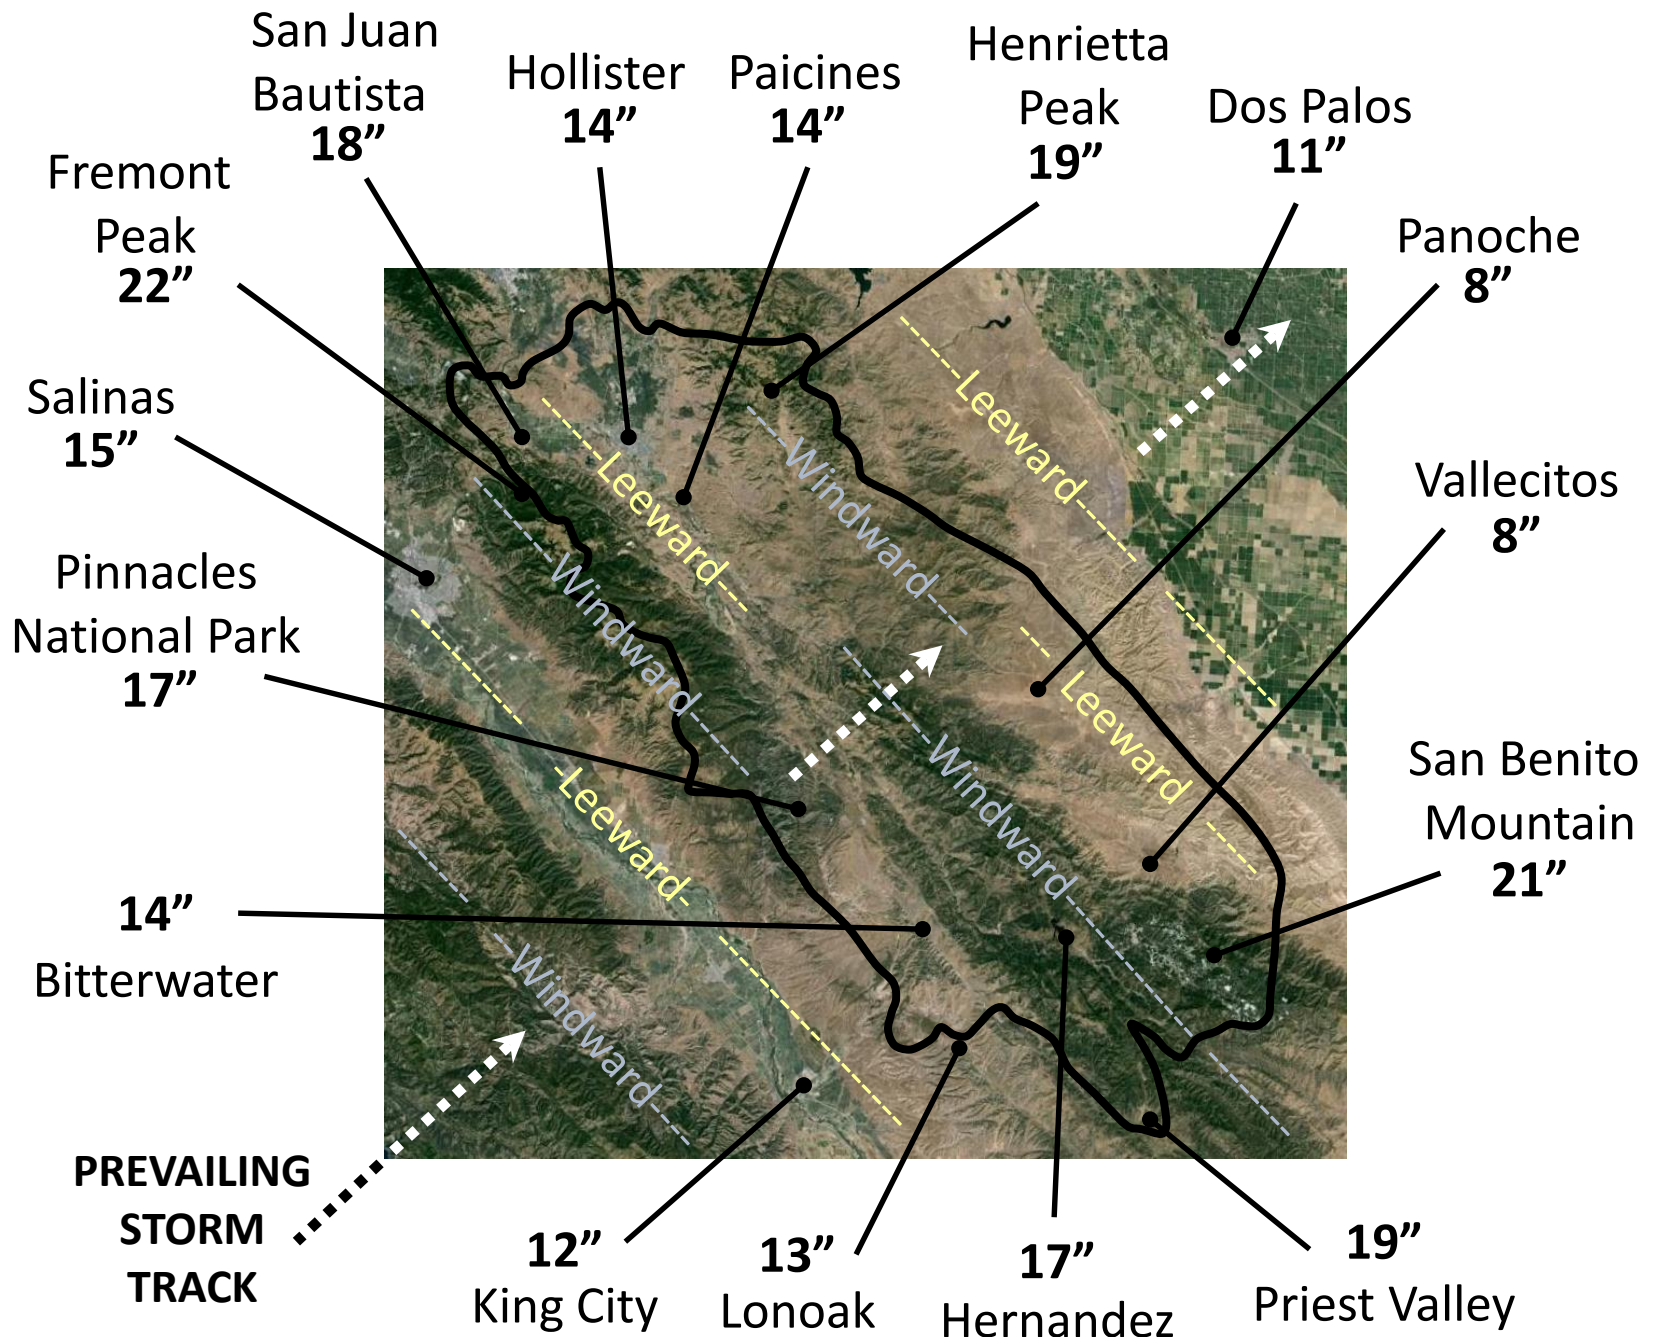 San Juan
Bautista
18”
Hollister
14”
Paicines
14”
Henrietta
Peak
19”
Dos Palos
11”
Fremont
Peak
22”
Panoche
8”
Salinas
15”
Vallecitos
8”
Pinnacles
National Park
17”
San Benito
Mountain
21”
14”
Bitterwater
Leeward
Windward
Leeward
Windward
Leeward
Windward
Leeward
Windward
PREVAILING
STORM
TRACK
12”
King City
13”
Lonoak
17”
Hernandez
19”
Priest Valley